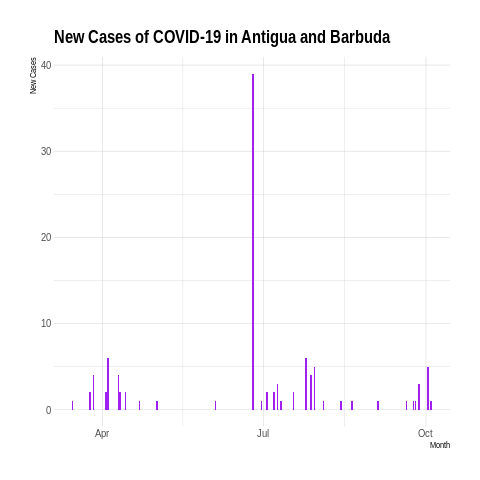 New Cases of COVID-19 in Antigua and Barbuda
New Cases
40
30
20
10
0
Apr
Jul
Oct
Month